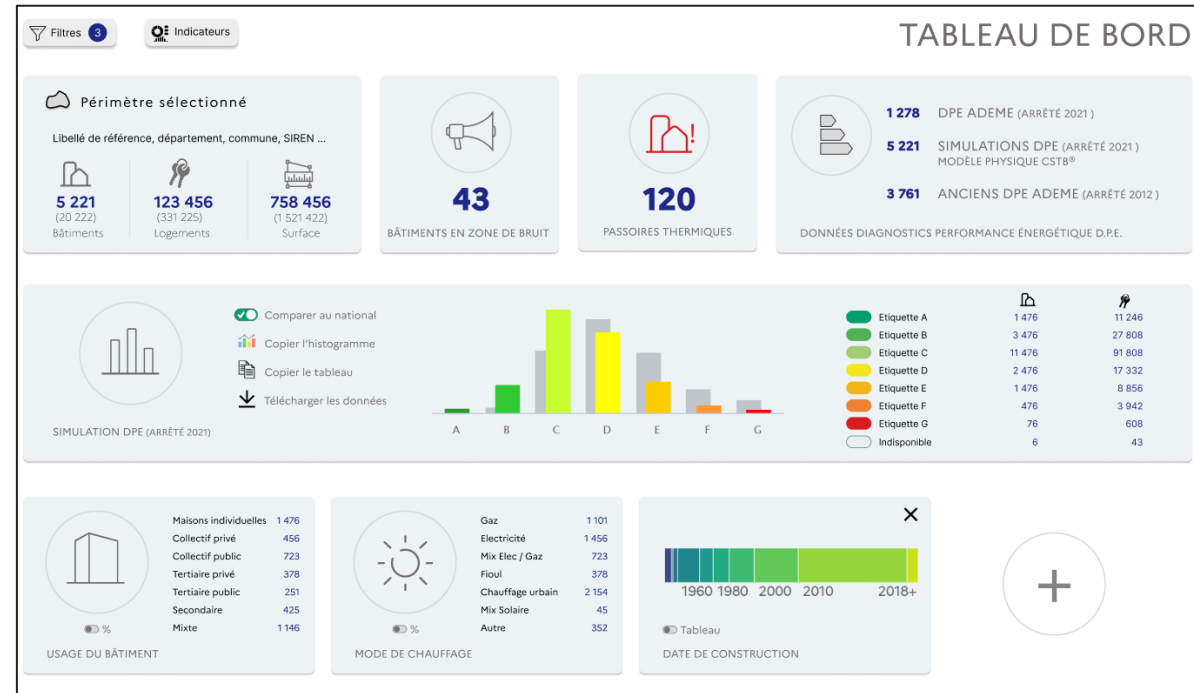 Filtres 3
Indicateurs
TABLEAU DE BORD
Périmètre sélectionné
Libellé de référence, département, commune, SIREN ...
5 221 123 456 758 456
(20 222) (331 225) (1 521 422)
Bâtiments Logements Surface
43
BÂTIMENTS EN ZONE DE BRUIT
!
120
PASSOIRES THERMIQUES
1 278 DPE ADEME (ARRÊTÉ 2021)
5 221 SIMULATIONS DPE (ARRÊTÉ 2021)
MODÈLE PHYSIQUE CSTB®
3 761 ANCIENS DPE ADEME (ARRÊTÉ 2012)
DONNÉES DIAGNOSTICS PERFORMANCE ÉNERGÉTIQUE D.P.E.
Comparer au national
Copier l'histogramme
Copier le tableau
Télécharger les données
SIMULATION DPE (ARRÊTÉ 2021)
A B C D E F G
Etiquette A 1 476 11 246
Etiquette B 3 476 27 808
Etiquette C 11 476 91 808
Etiquette D 2 476 17 332
Etiquette E 1 476 8 856
Etiquette F 476 3 942
Etiquette G 76 608
Indisponible 6 43
Maisons individuelles 1 476
Collectif privé 456
Collectif public 723
Tertiaire privé 378
Tertiaire public 251
Secondaire 425
Mixte 1 146
%
USAGE DU BÂTIMENT
Gaz 1 101
Electricité 1 456
Mix Elec / Gaz 723
Fioul 378
Chauffage urbain 2 154
Mix Solaire 45
Autre 352
%
MODE DE CHAUFFAGE
1960 1980 2000 2010 2018+
Tableau
DATE DE CONSTRUCTION